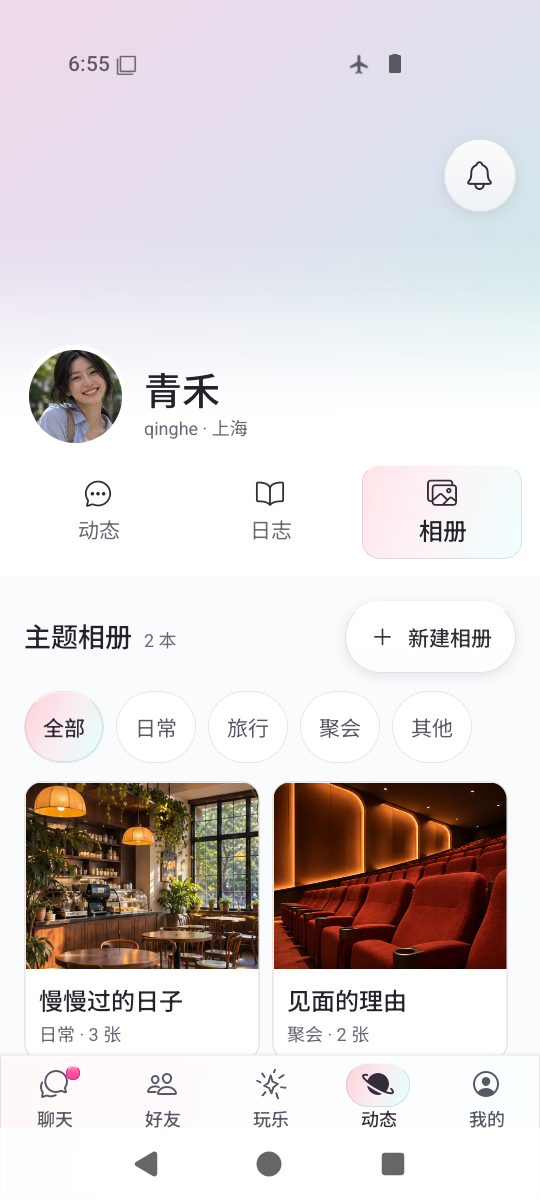 6:55
青禾
qinghe · 上海
动态
日志
相册
主题相册 2 本
新建相册
全部
日常
旅行
聚会
其他
慢慢过的日子
日常 · 3 张
见面的理由
聚会 · 2 张
聊天
好友
玩乐
动态
我的